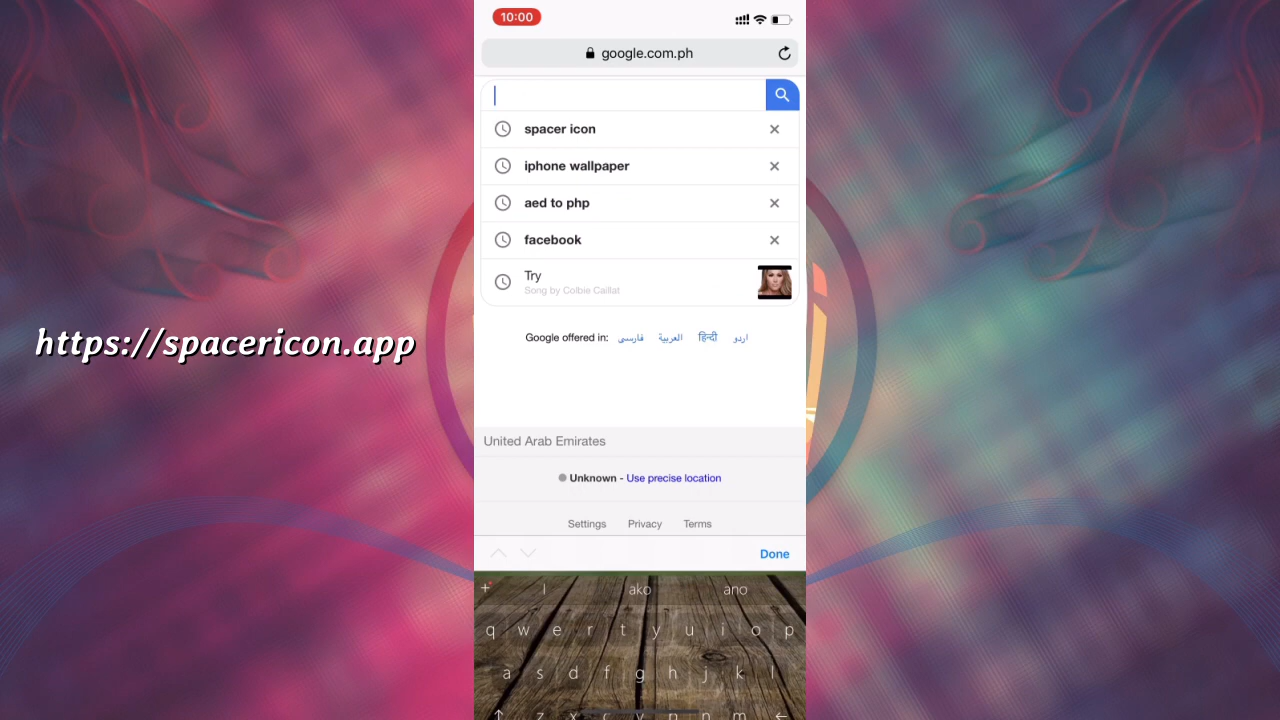 10:00
google.com.ph
spacer icon
iphone wallpaper
aed to php
facebook
Try
Song by Colbie Caillat
Google offered in: فارسی العربية हिन्दी اردو
https://spacericon.app
United Arab Emirates
Unknown - Use precise location
Settings Privacy Terms
Done
I ako ano
q w e r t y u i o p
a s d f g h j k l
z x c v n n m